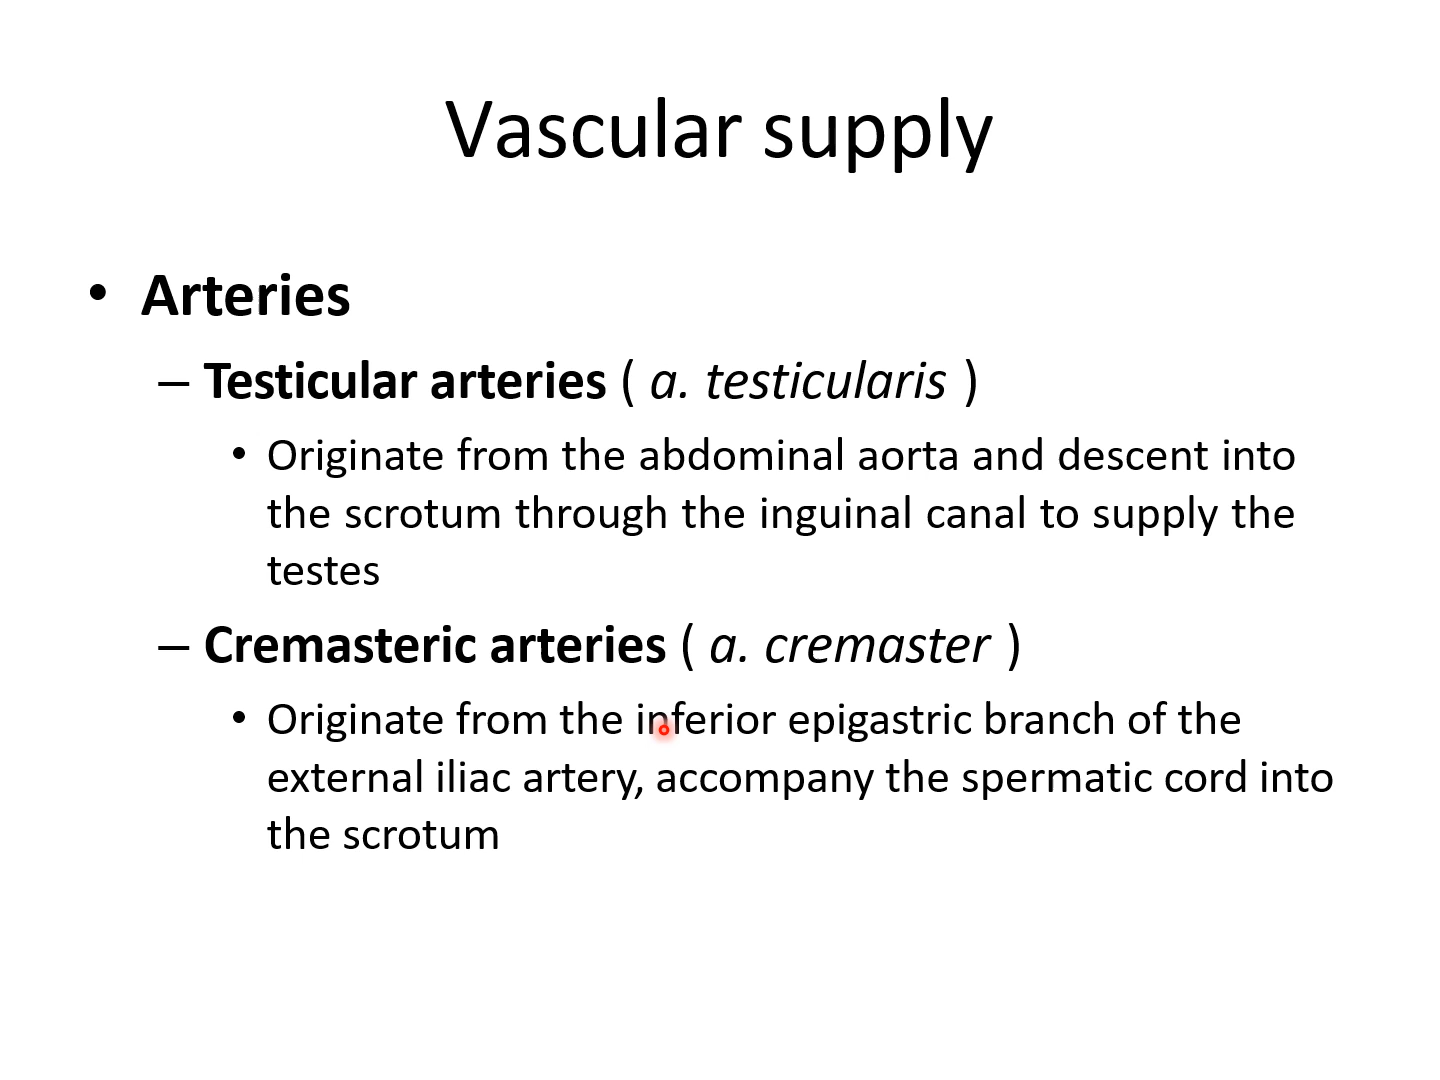 Vascular supply
• Arteries
– Testicular arteries ( a. testicularis )
• Originate from the abdominal aorta and descent into
the scrotum through the inguinal canal to supply the
testes
– Cremasteric arteries ( a. cremaster )
• Originate from the inferior epigastric branch of the
external iliac artery, accompany the spermatic cord into
the scrotum